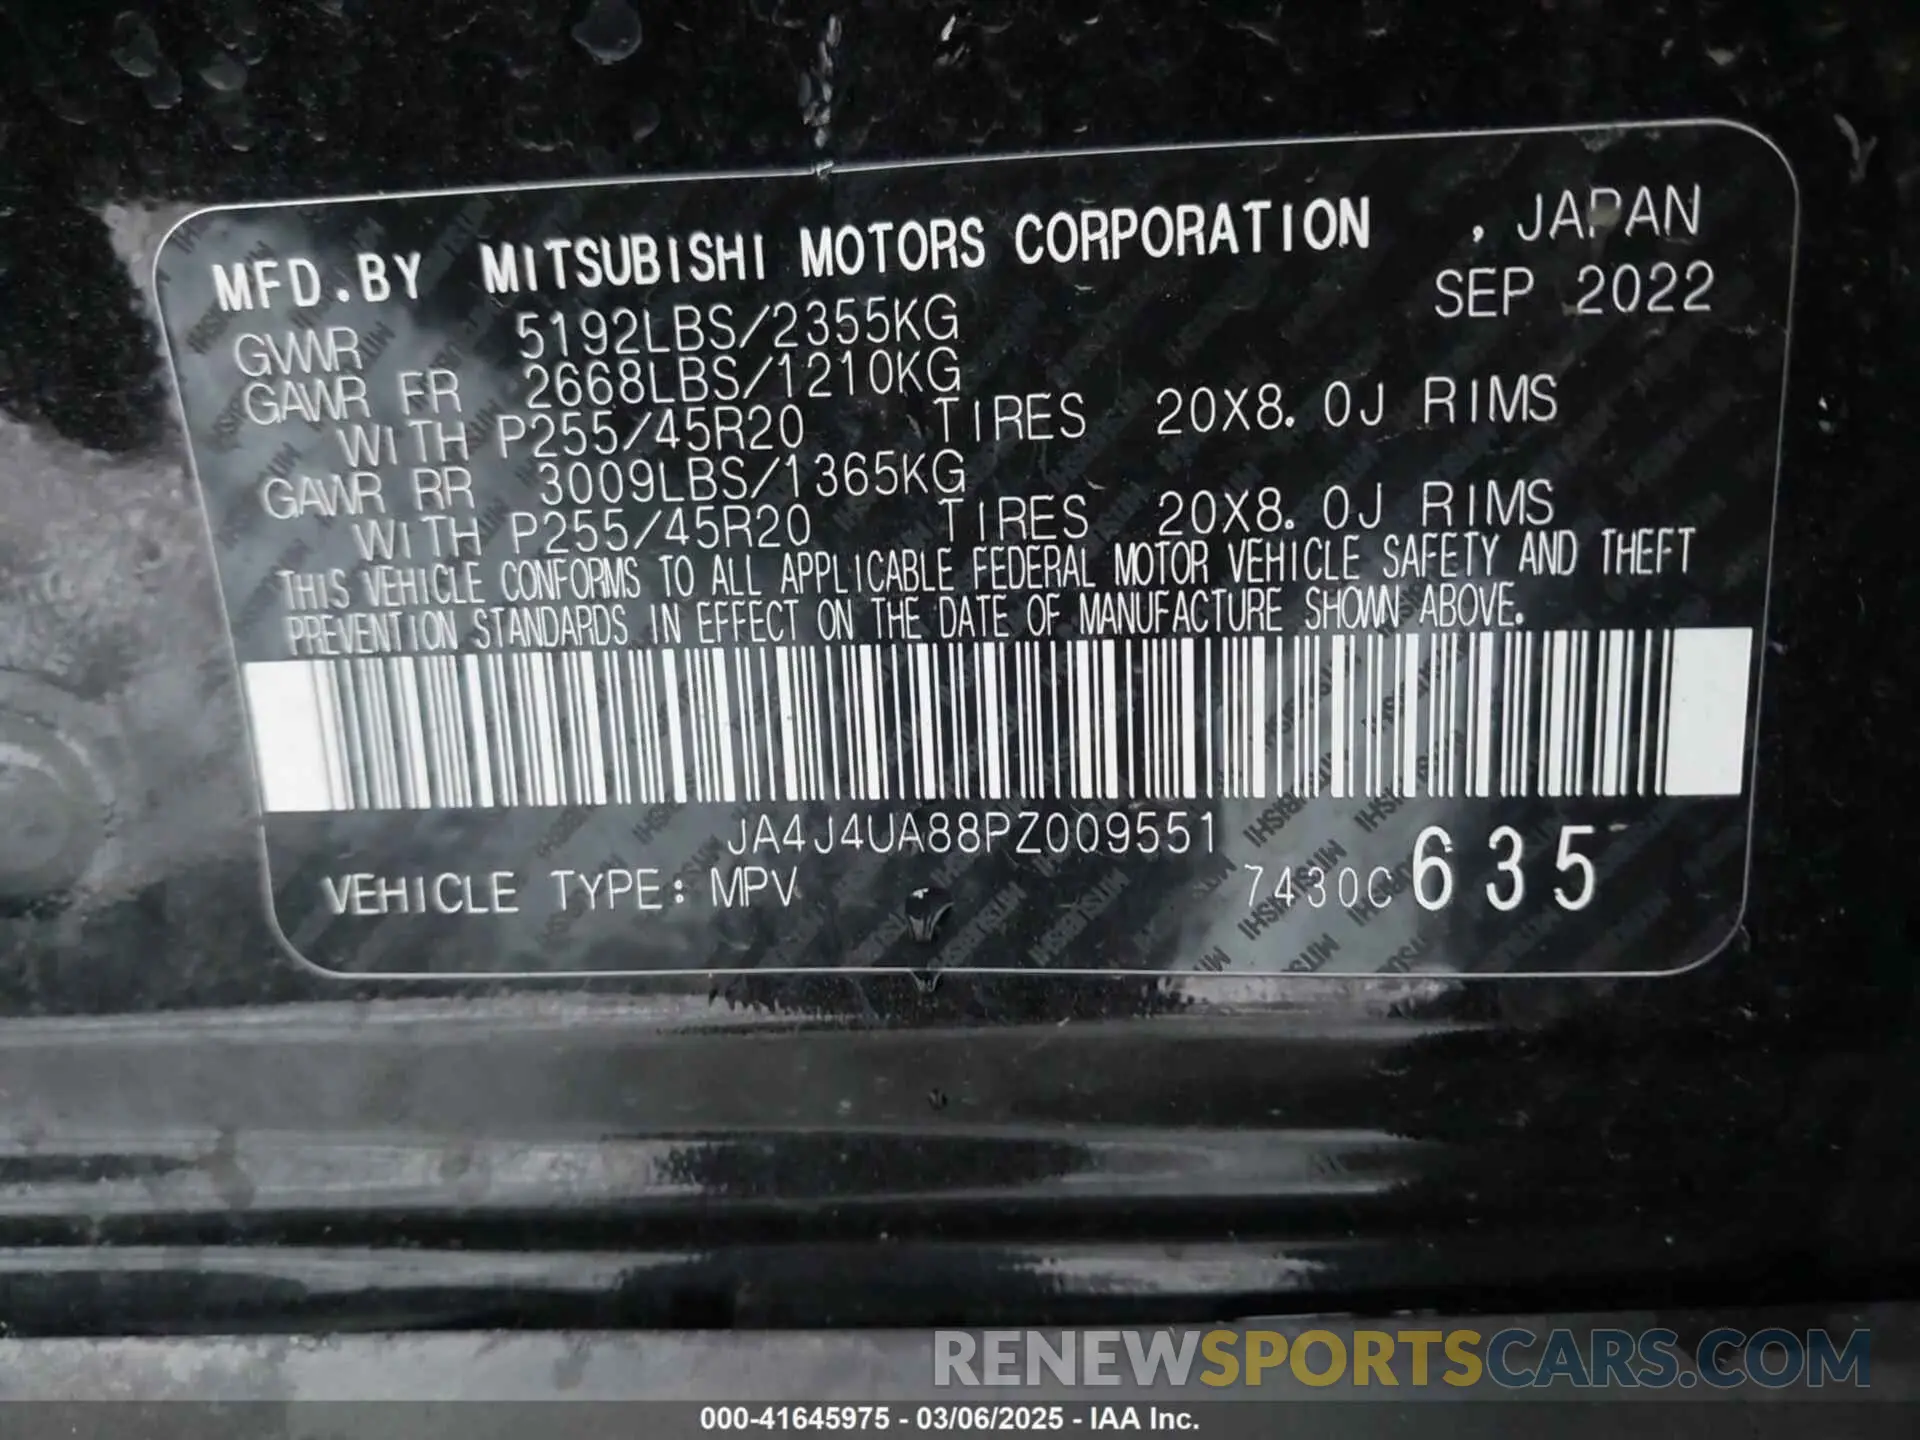 MFD.BY MITSUBISHI MOTORS CORPORATION , JAPAN
SEP 2022
GVWR 5192LBS/2355KG
GAWR FR 2668LBS/1210KG
WITH P255/45R20 TIRES 20X8.0J RIMS
GAWR RR 3009LBS/1365KG
WITH P255/45R20 TIRES 20X8.0J RIMS
THIS VEHICLE CONFORMS TO ALL APPLICABLE FEDERAL MOTOR VEHICLE SAFETY AND THEFT
PREVENTION STANDARDS IN EFFECT ON THE DATE OF MANUFACTURE SHOWN ABOVE.
JA4J4UA88PZ009551
VEHICLE TYPE: MPV 7430C 635
RENEWSPORTSCARS.COM
000-41645975 - 03/06/2025 - IAA Inc.